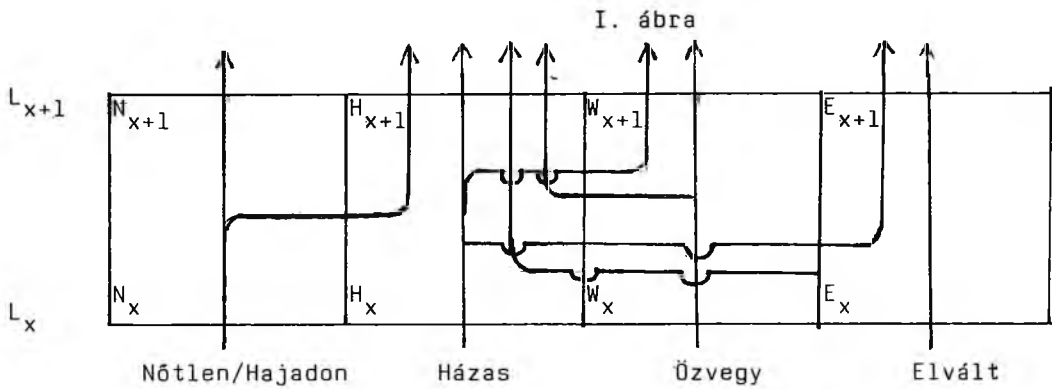 I. ábra
L x+1 N x+1 H x+1 W x+1 E x+1
L x N x H x W x E x
Nőtlen/Hajadon Házas Özvegy Elvált